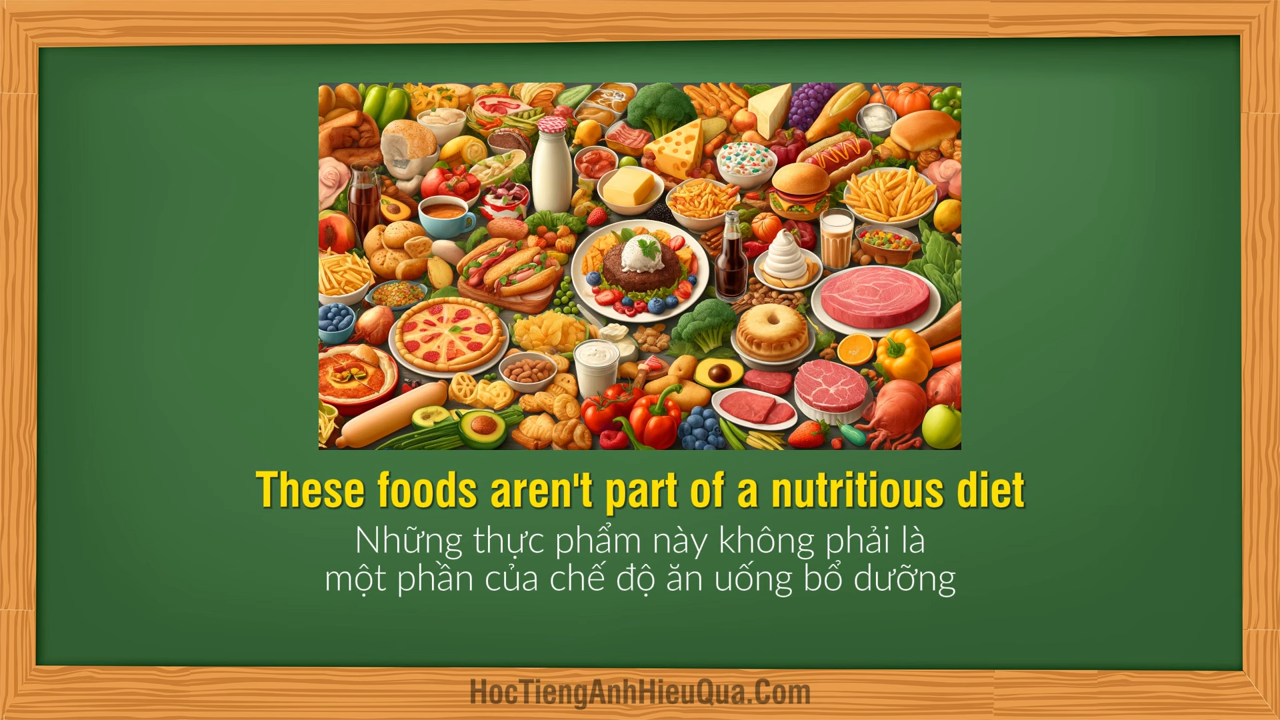 These foods aren't part of a nutritious diet
Những thực phẩm này không phải là
một phần của chế độ ăn uống bổ dưỡng
HocTiengAnhHieuQua.Com